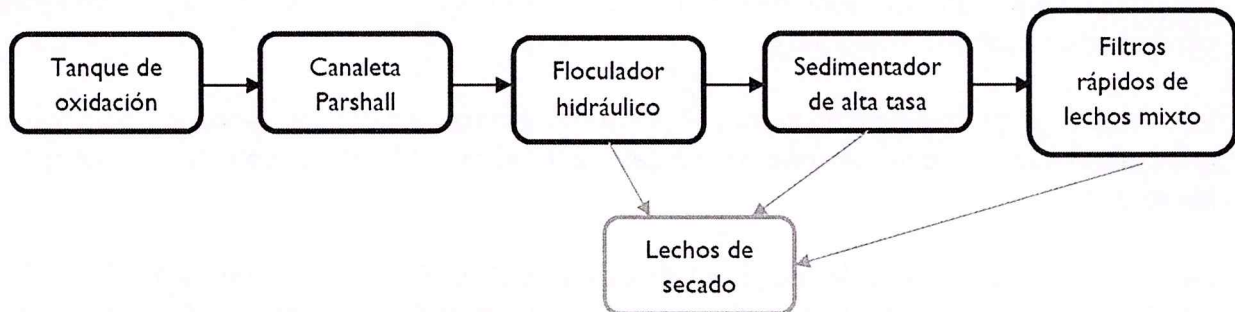 Tanque de
oxidación
Canaleta
Parshall
Floculador
hidráulico
Sedimentador
de alta tasa
Filtros
rápidos de
lechos mixto
Lechos de
secado